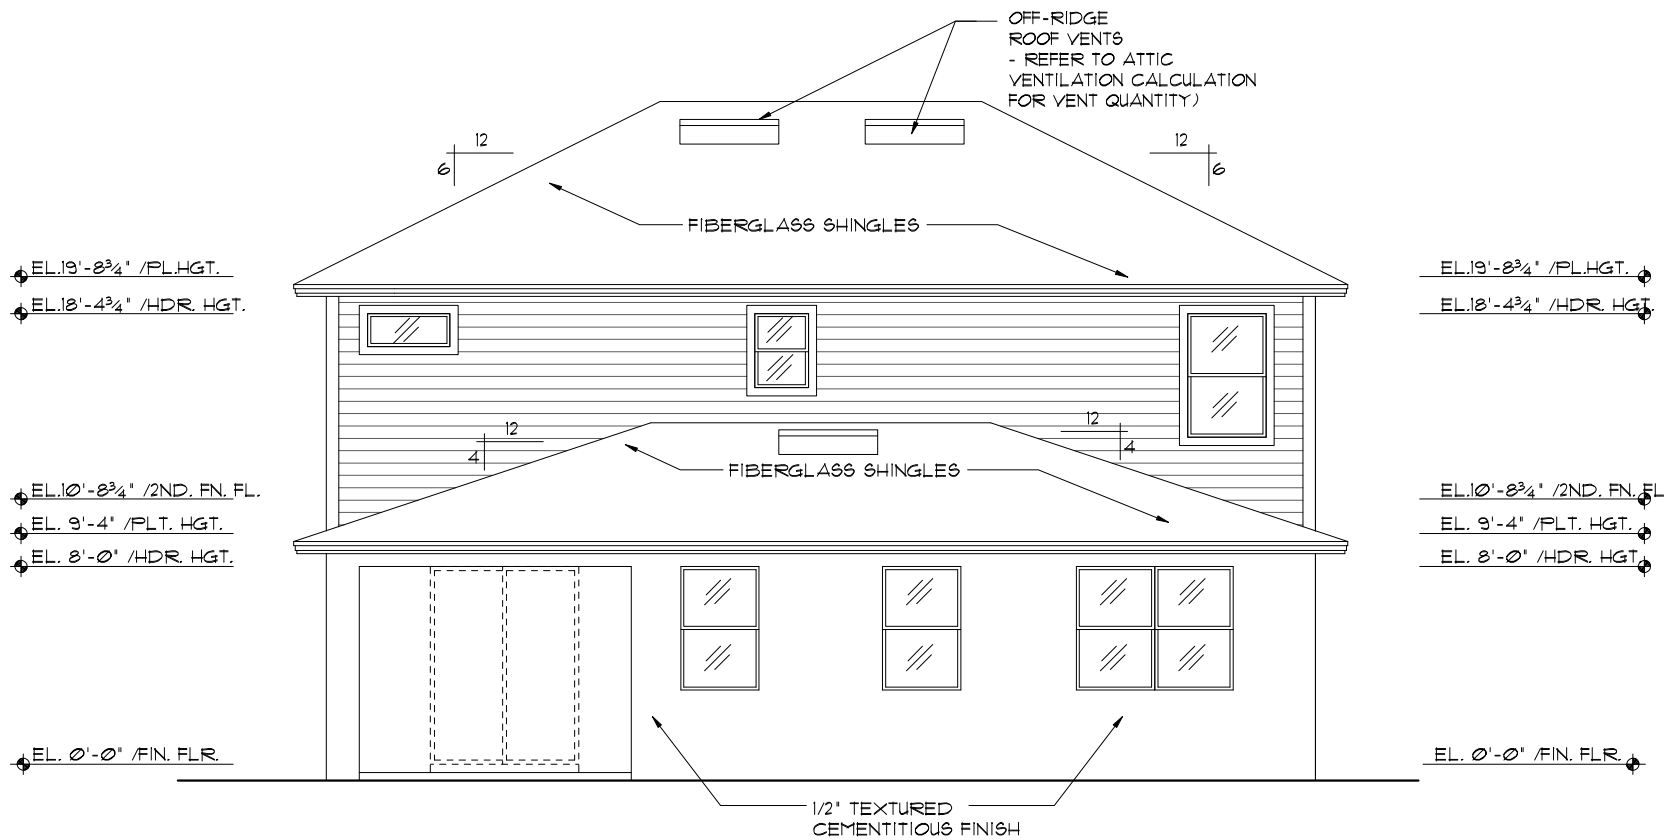 OFF-RIDGE
ROOF VENTS
- REFER TO ATTIC
VENTILATION CALCULATION
FOR VENT QUANTITY)
12
6
12
6
FIBERGLASS SHINGLES
EL.19'-8¾" /PL.HGT.
EL.19'-8¾" /PL.HGT.
EL.18'-4¾" /HDR. HGT.
EL.18'-4¾" /HDR. HGT.
12
4
12
4
FIBERGLASS SHINGLES
EL.10'-8¾" /2ND. FN. FL.
EL.10'-8¾" /2ND. FN. FL
EL. 9'-4" /PLT. HGT.
EL. 9'-4" /PLT. HGT.
EL. 8'-0" /HDR. HGT.
EL. 8'-0" /HDR. HGT
EL. 0'-0" /FIN. FLR.
EL. 0'-0" /FIN. FLR.
1/2" TEXTURED
CEMENTITIOUS FINISH